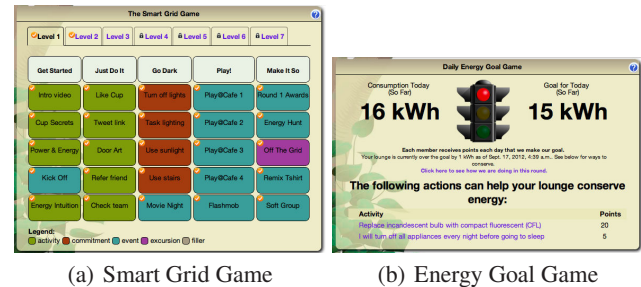 The Smart Grid Game
?
Level 1 Level 2 Level 3 Level 4 Level 5 Level 6 Level 7
Get Started Just Do It Go Dark Play! Make It So
Intro video Like Cup Turn off lights Play@Cafe 1 Round 1 Awards
Cup Secrets Tweet link Task lighting Play@Cafe 2 Energy Hunt
Power & Energy Door Art Use sunlight Play@Cafe 3 Off The Grid
Kick Off Refer friend Use stairs Play@Cafe 4 Remix Tshirt
Energy Intuition Check team Movie Night Flashmob Soft Group
Legend:
activity commitment event excursion filler
(a) Smart Grid Game
Daily Energy Goal Game
?
Consumption Today
(So Far)
16 kWh
Goal for Today
(So Far)
15 kWh
Each member receives points each day that we make our goal.
Your lounge is currently over the goal by 1 kWh as of Sept. 17, 2012, 4:39 a.m.. See below for ways to
conserve.
Click here to see how we are doing in this round.
The following actions can help your lounge conserve
energy:
Activity Points
Replace incandescent bulb with compact fluorescent (CFL) 20
I will turn off all appliances every night before going to sleep 5
(b) Energy Goal Game